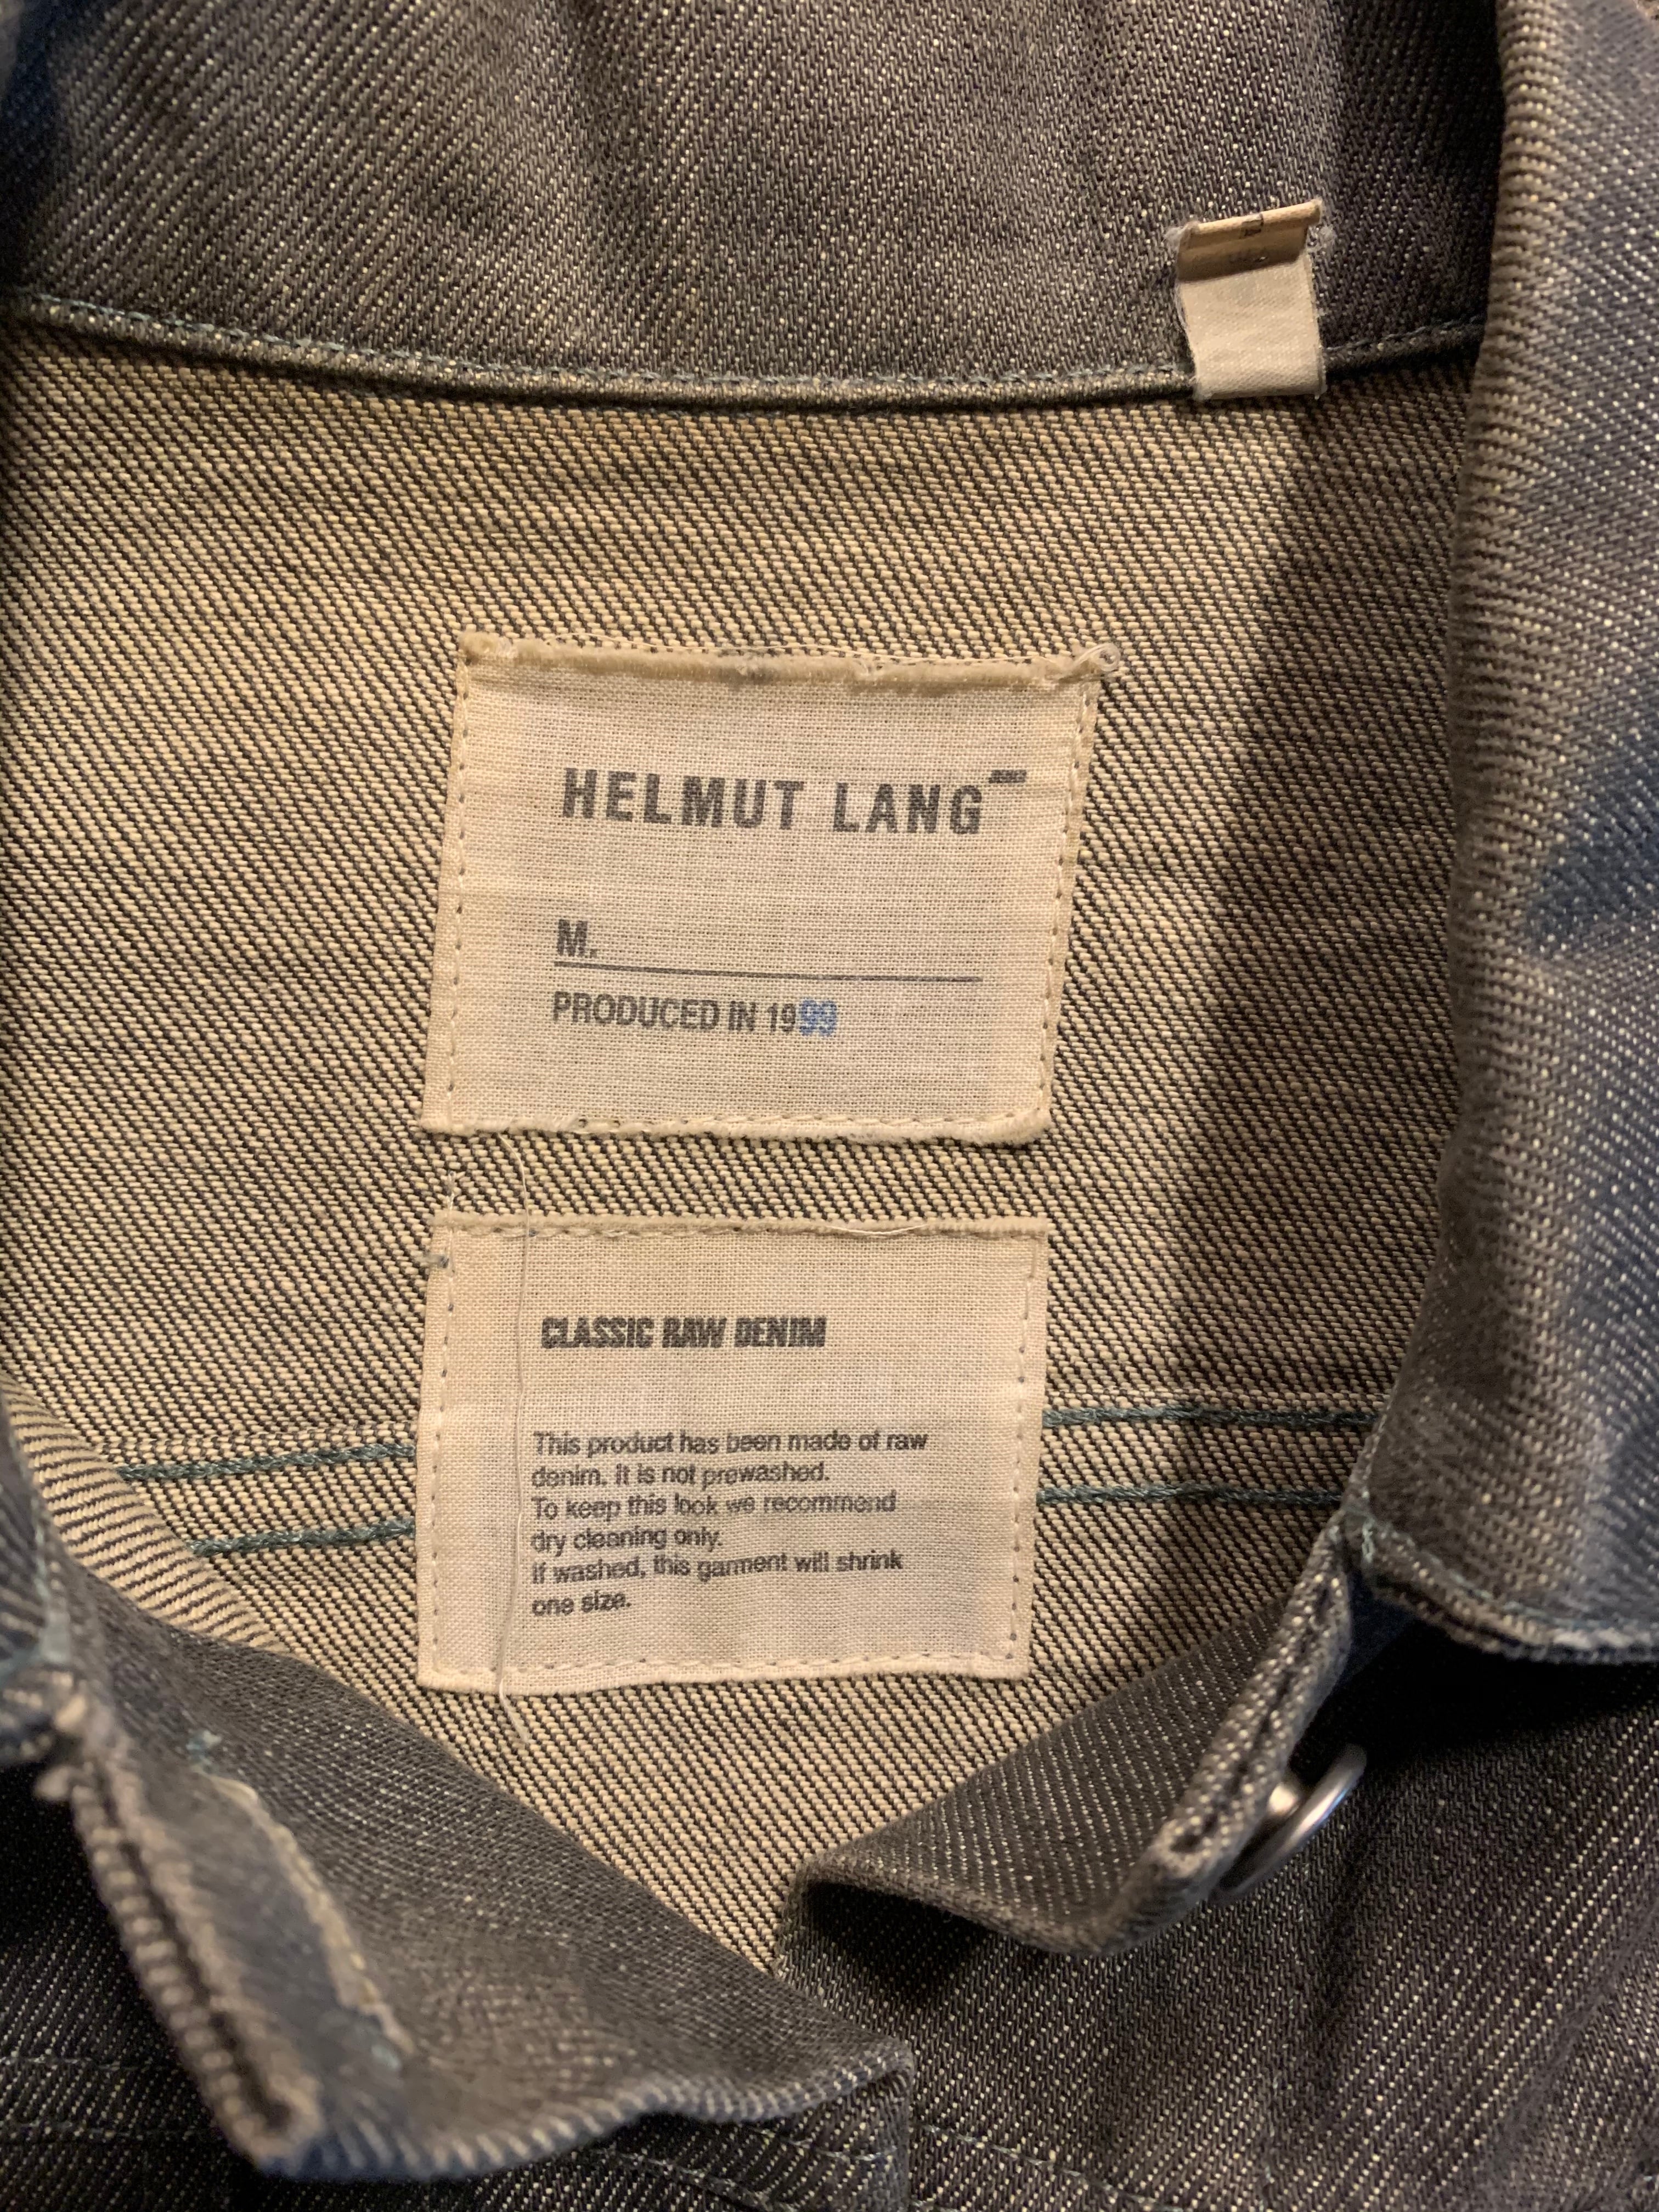 HELMUT LANG
M.
PRODUCED IN 1999
CLASSIC RAW DENIM
This product has been made of raw
denim. It is not prewashed.
To keep this look we recommend
dry cleaning only.
If washed, this garment will shrink
one size.